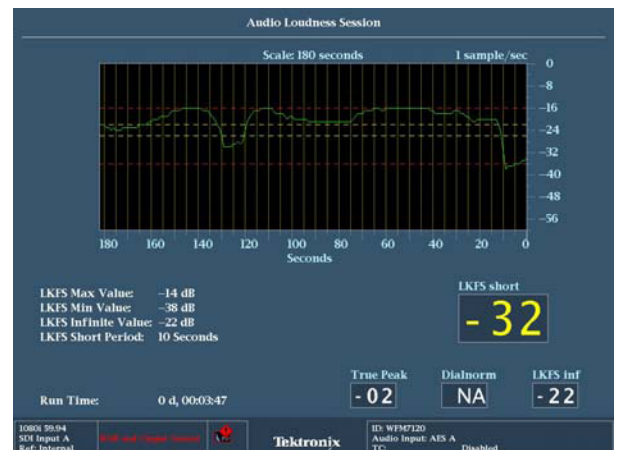 Audio Loudness Session
Scale: 180 seconds 1 sample/sec
0
-8
-16
-24
-32
-40
-48
-56
180 160 140 120 100 80 60 40 20 0
Seconds
LKFS Max Value: -14 dB
LKFS Min Value: -38 dB
LKFS Infinite Value: -22 dB
LKFS Short Period: 10 Seconds
LKFS short
-32
True Peak Dialnorm LKFS inf
-02 NA -22
Run Time: 0 d, 00:03:47
1080i 59.94
SDI Input A
Ref: Internal
Tektronix
ID: WFM7120
Audio Input: AES A
TC: Disabled